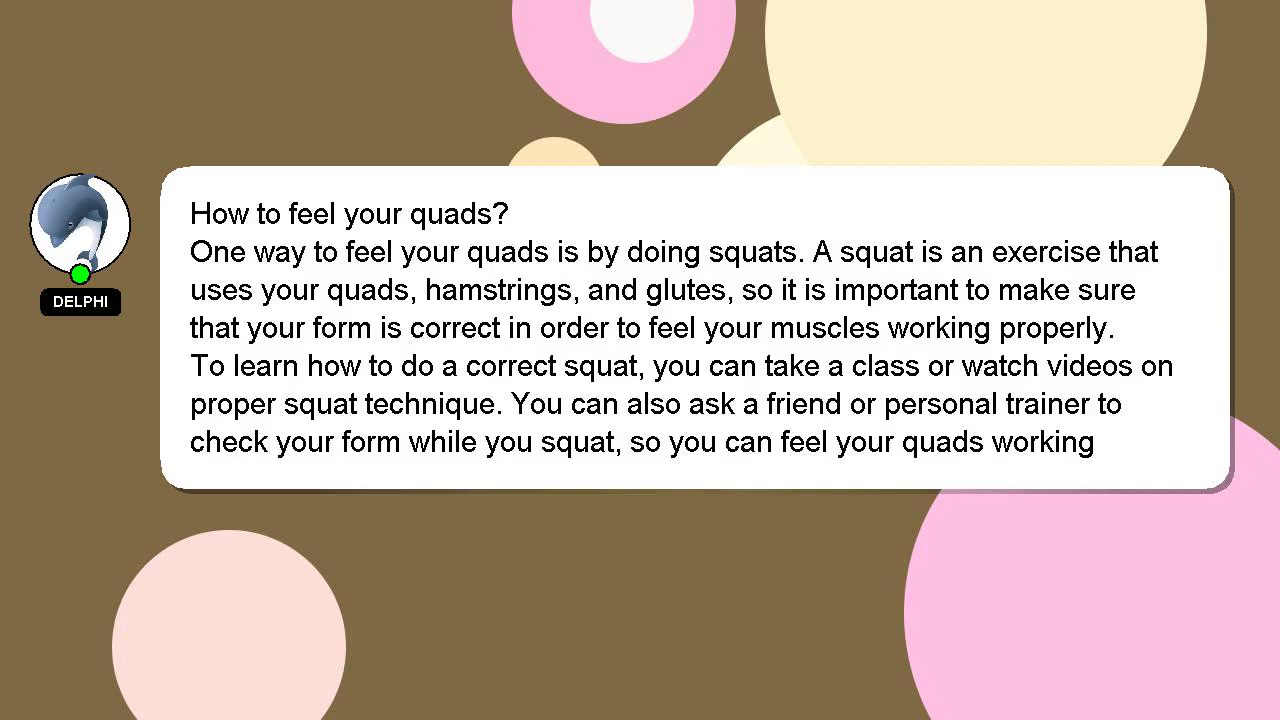 How to feel your quads?
One way to feel your quads is by doing squats. A squat is an exercise that
uses your quads, hamstrings, and glutes, so it is important to make sure
that your form is correct in order to feel your muscles working properly.
To learn how to do a correct squat, you can take a class or watch videos on
proper squat technique. You can also ask a friend or personal trainer to
check your form while you squat, so you can feel your quads working
DELPHI